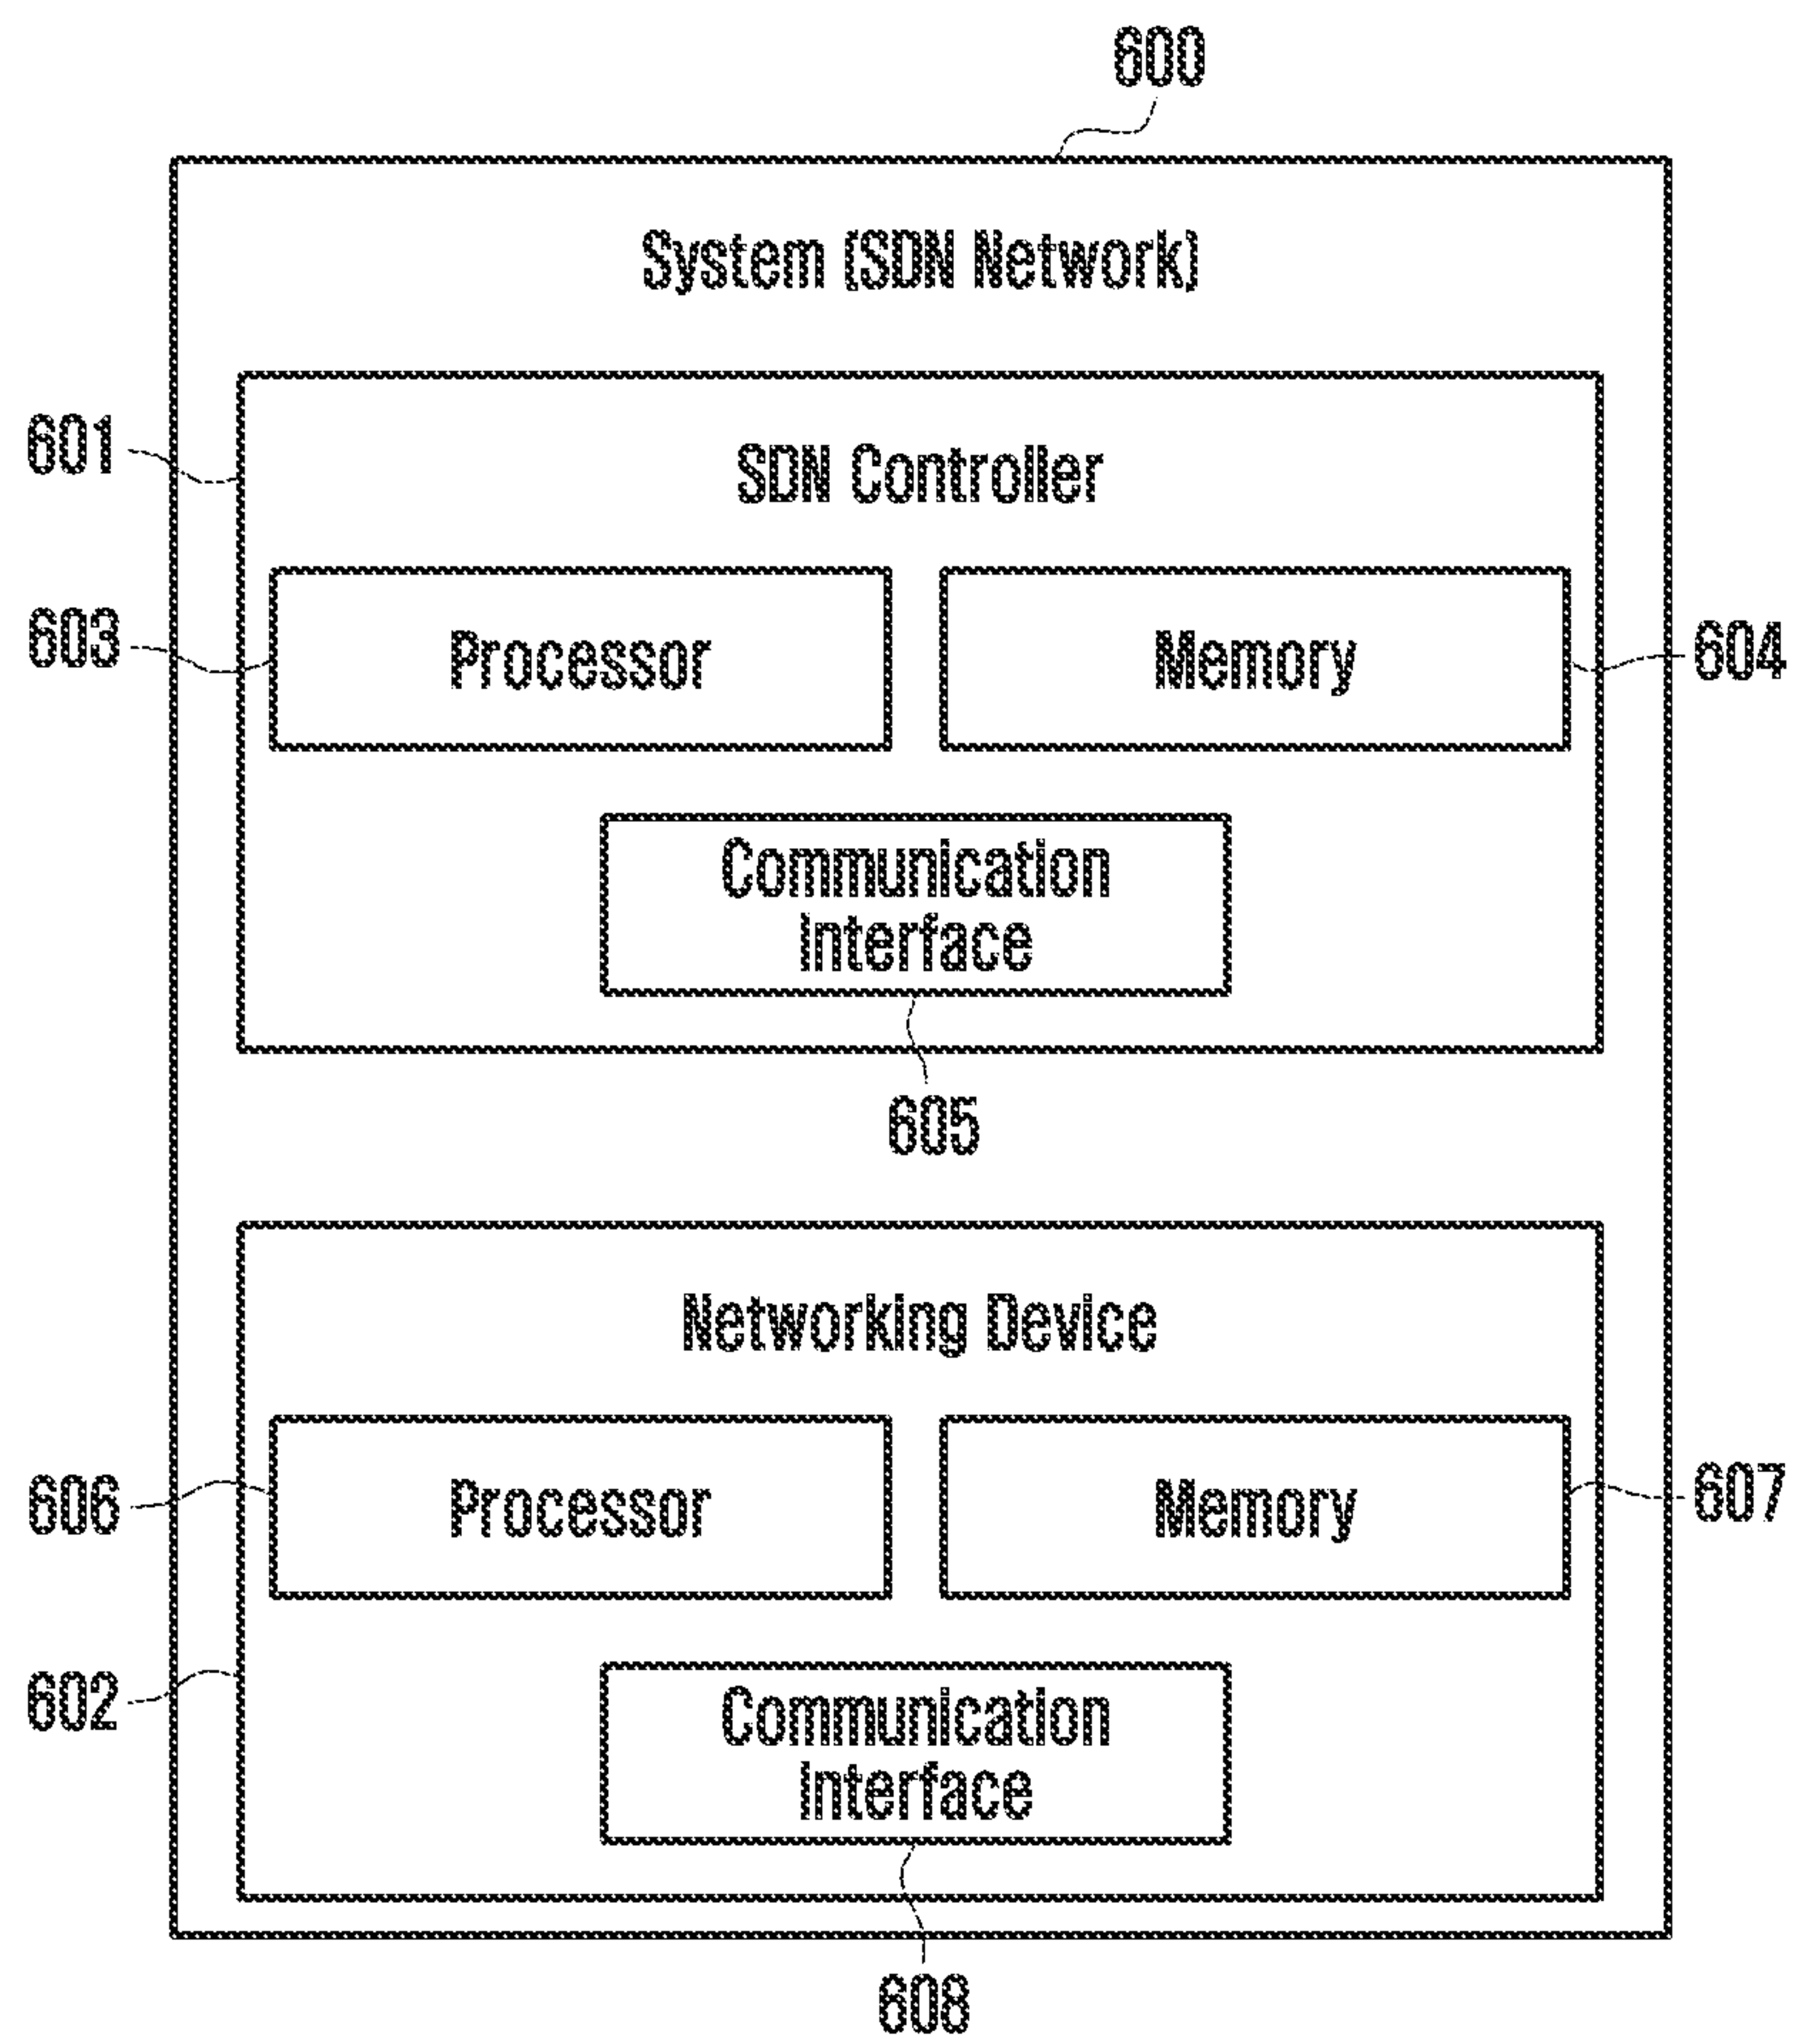 600
System (SDN Network)
601
SDN Controller
603
Processor
Memory
604
Communication
Interface
605
Networking Device
606
Processor
Memory
607
602
Communication
Interface
608